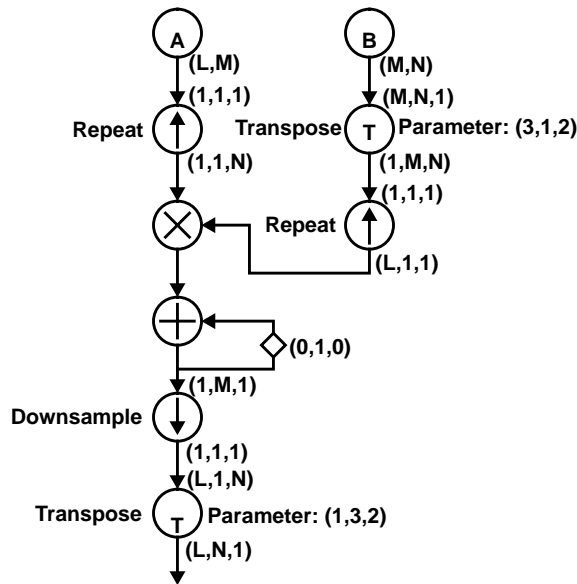 A
B
(L,M)
(M,N)
(1,1,1)
(M,N,1)
Repeat
Transpose
T
Parameter: (3,1,2)
(1,1,N)
(1,M,N)
(1,1,1)
Repeat
(L,1,1)
(0,1,0)
(1,M,1)
Downsample
(1,1,1)
(L,1,N)
Transpose
T
Parameter: (1,3,2)
(L,N,1)